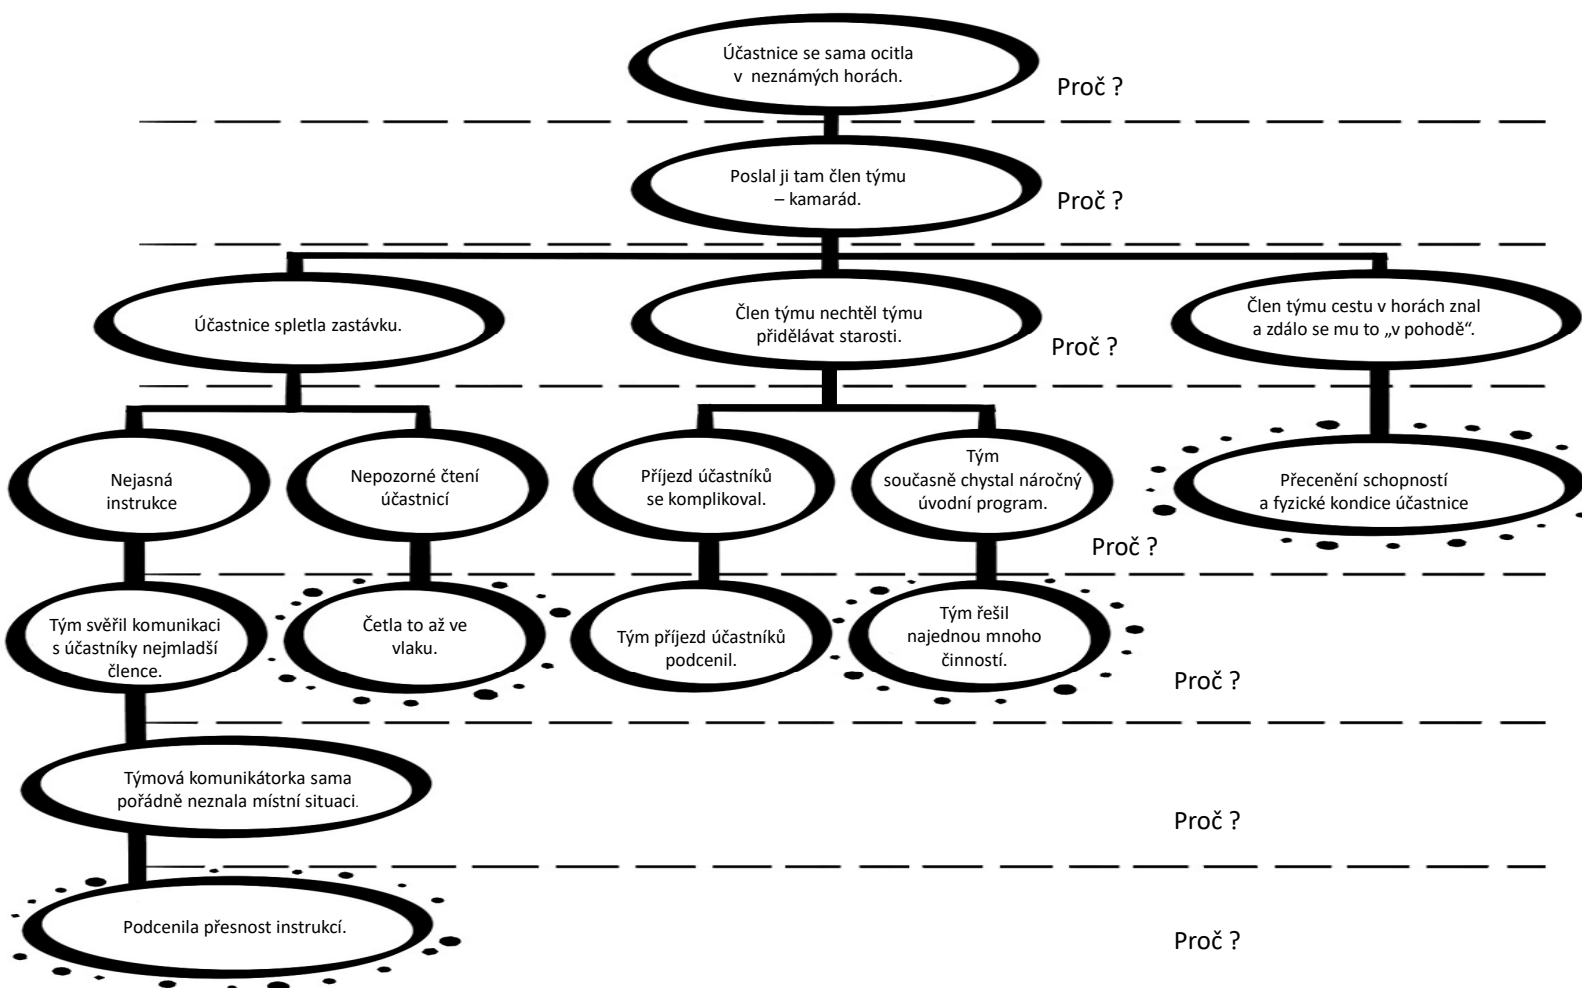 Účastnice se sama ocitla
v neznámých horách.
Proč ?
Poslal ji tam člen týmu
– kamarád.
Proč ?
Účastnice spletla zastávku.
Člen týmu nechtěl týmu
přidělávat starosti.
Člen týmu cestu v horách znal
a zdálo se mu to „v pohodě“.
Proč ?
Nejasná
instrukce
Nepozorné čtení
účastnicí
Příjezd účastníků
se komplikoval.
Tým
současně chystal náročný
úvodní program.
Přecenění schopností
a fyzické kondice účastnice
Proč ?
Tým svěřil komunikaci
s účastníky nejmladší
člence.
Četla to až ve
vlaku.
Tým příjezd účastníků
podcenil.
Tým řešil
najednou mnoho
činností.
Proč ?
Týmová komunikátorka sama
pořádně neznala místní situaci.
Proč ?
Podcenila přesnost instrukcí.
Proč ?